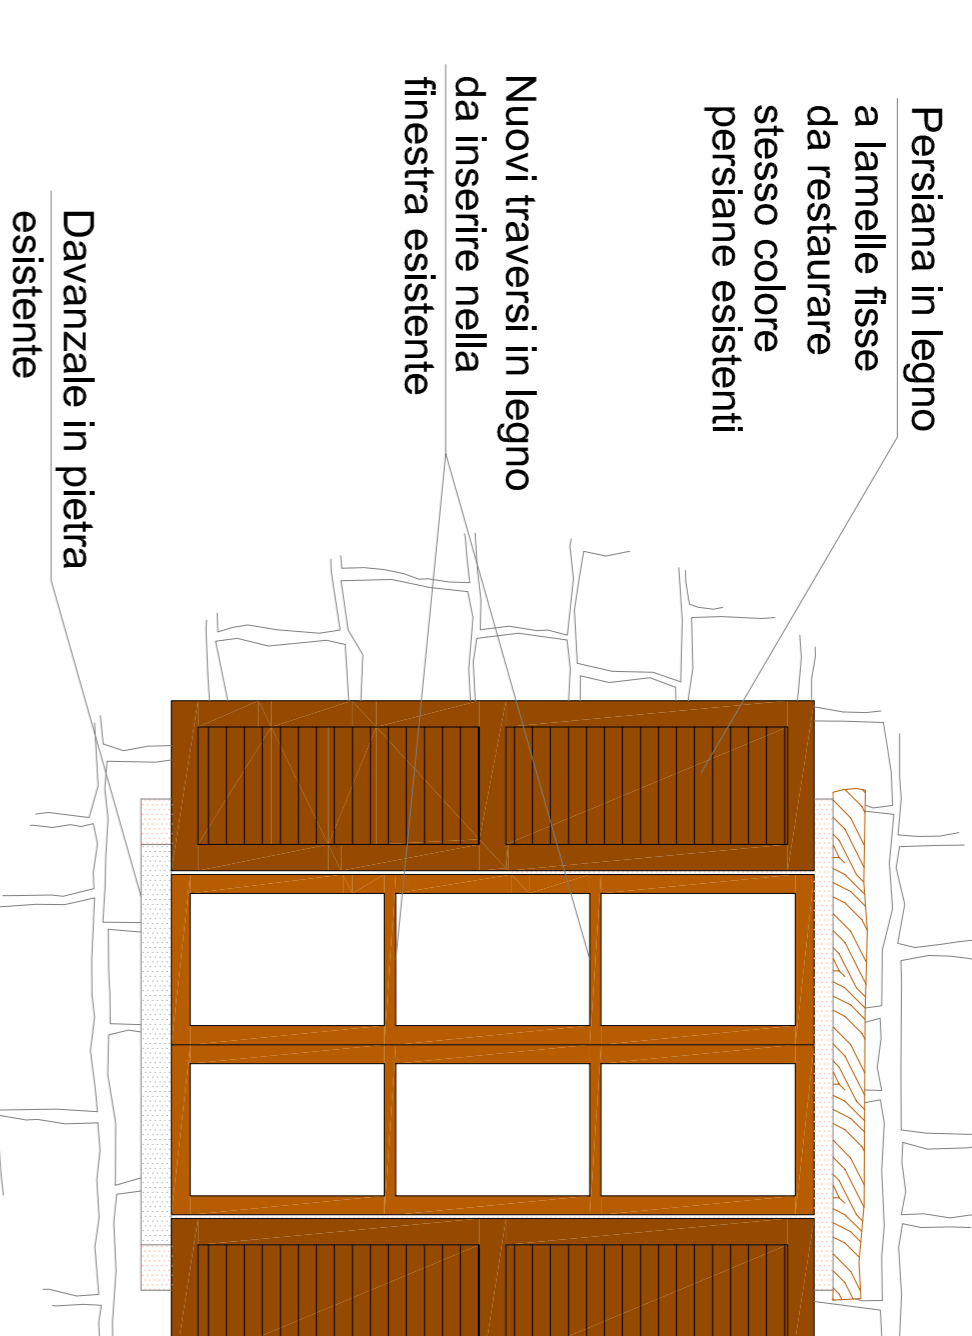 Persiana in legno
a lamelle fisse
da restaurare
stesso colore
persiane esistenti
Nuovi traversi in legno
da inserire nella
finestra esistente
Davanzale in pietra
esistente